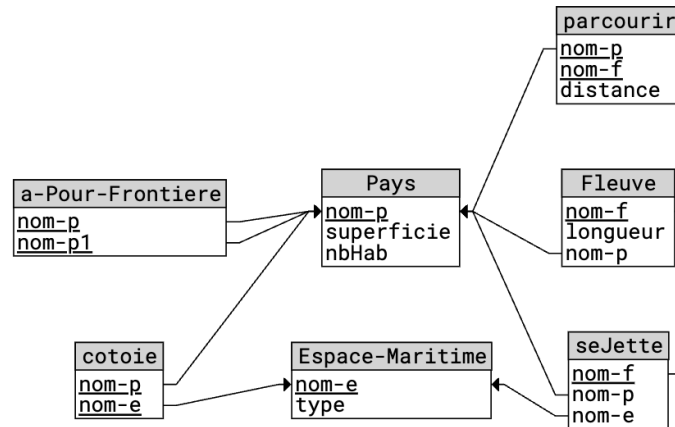 parcourir
nom-p
nom-f
distance
Pays
nom-p
superficie
nbHab
Fleuve
nom-f
longueur
nom-p
a-Pour-Frontiere
nom-p
nom-p1
cotoie
nom-p
nom-e
Espace-Maritime
nom-e
type
seJette
nom-f
nom-p
nom-e